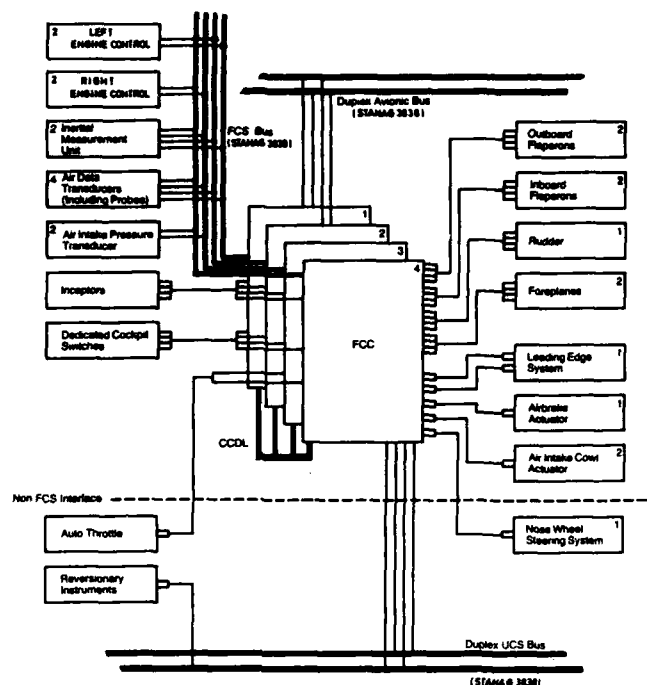 2
LEFT
ENGINE CONTROL
2
RIGHT
ENGINE CONTROL
2
Inertial
Measurement
Unit
4
Air Data
Transducers
(Including Probes)
2
Air Intake Pressure
Transducer
Inceptors
Dedicated Cockpit
Switches
FCS Bus
(STANAG 3838)
Duplex Avionic Bus
(STANAG 3838)
1
2
3
4
FCC
CCDL
Outboard
Flaperons
2
Inboard
Flaperons
2
Rudder
1
Foreplanes
2
Leading Edge
System
1
Airbrake
Actuator
1
Air Intake Cowl
Actuator
2
Non FCS Interface
Auto Throttle
Reversionary
Instruments
Nose Wheel
Steering System
1
Duplex UCS Bus
(STANAG 3838)